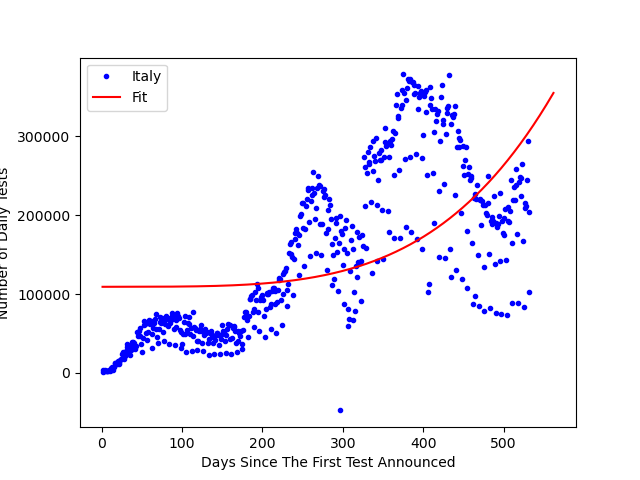 Italy
Fit
Number of Daily Tests
300000
200000
100000
0
0 100 200 300 400 500
Days Since The First Test Announced